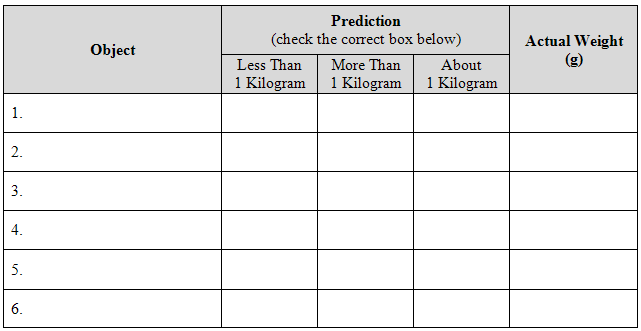 Object
Prediction
(check the correct box below)
Less Than
1 Kilogram
More Than
1 Kilogram
About
1 Kilogram
Actual Weight
(g)
1.
2.
3.
4.
5.
6.